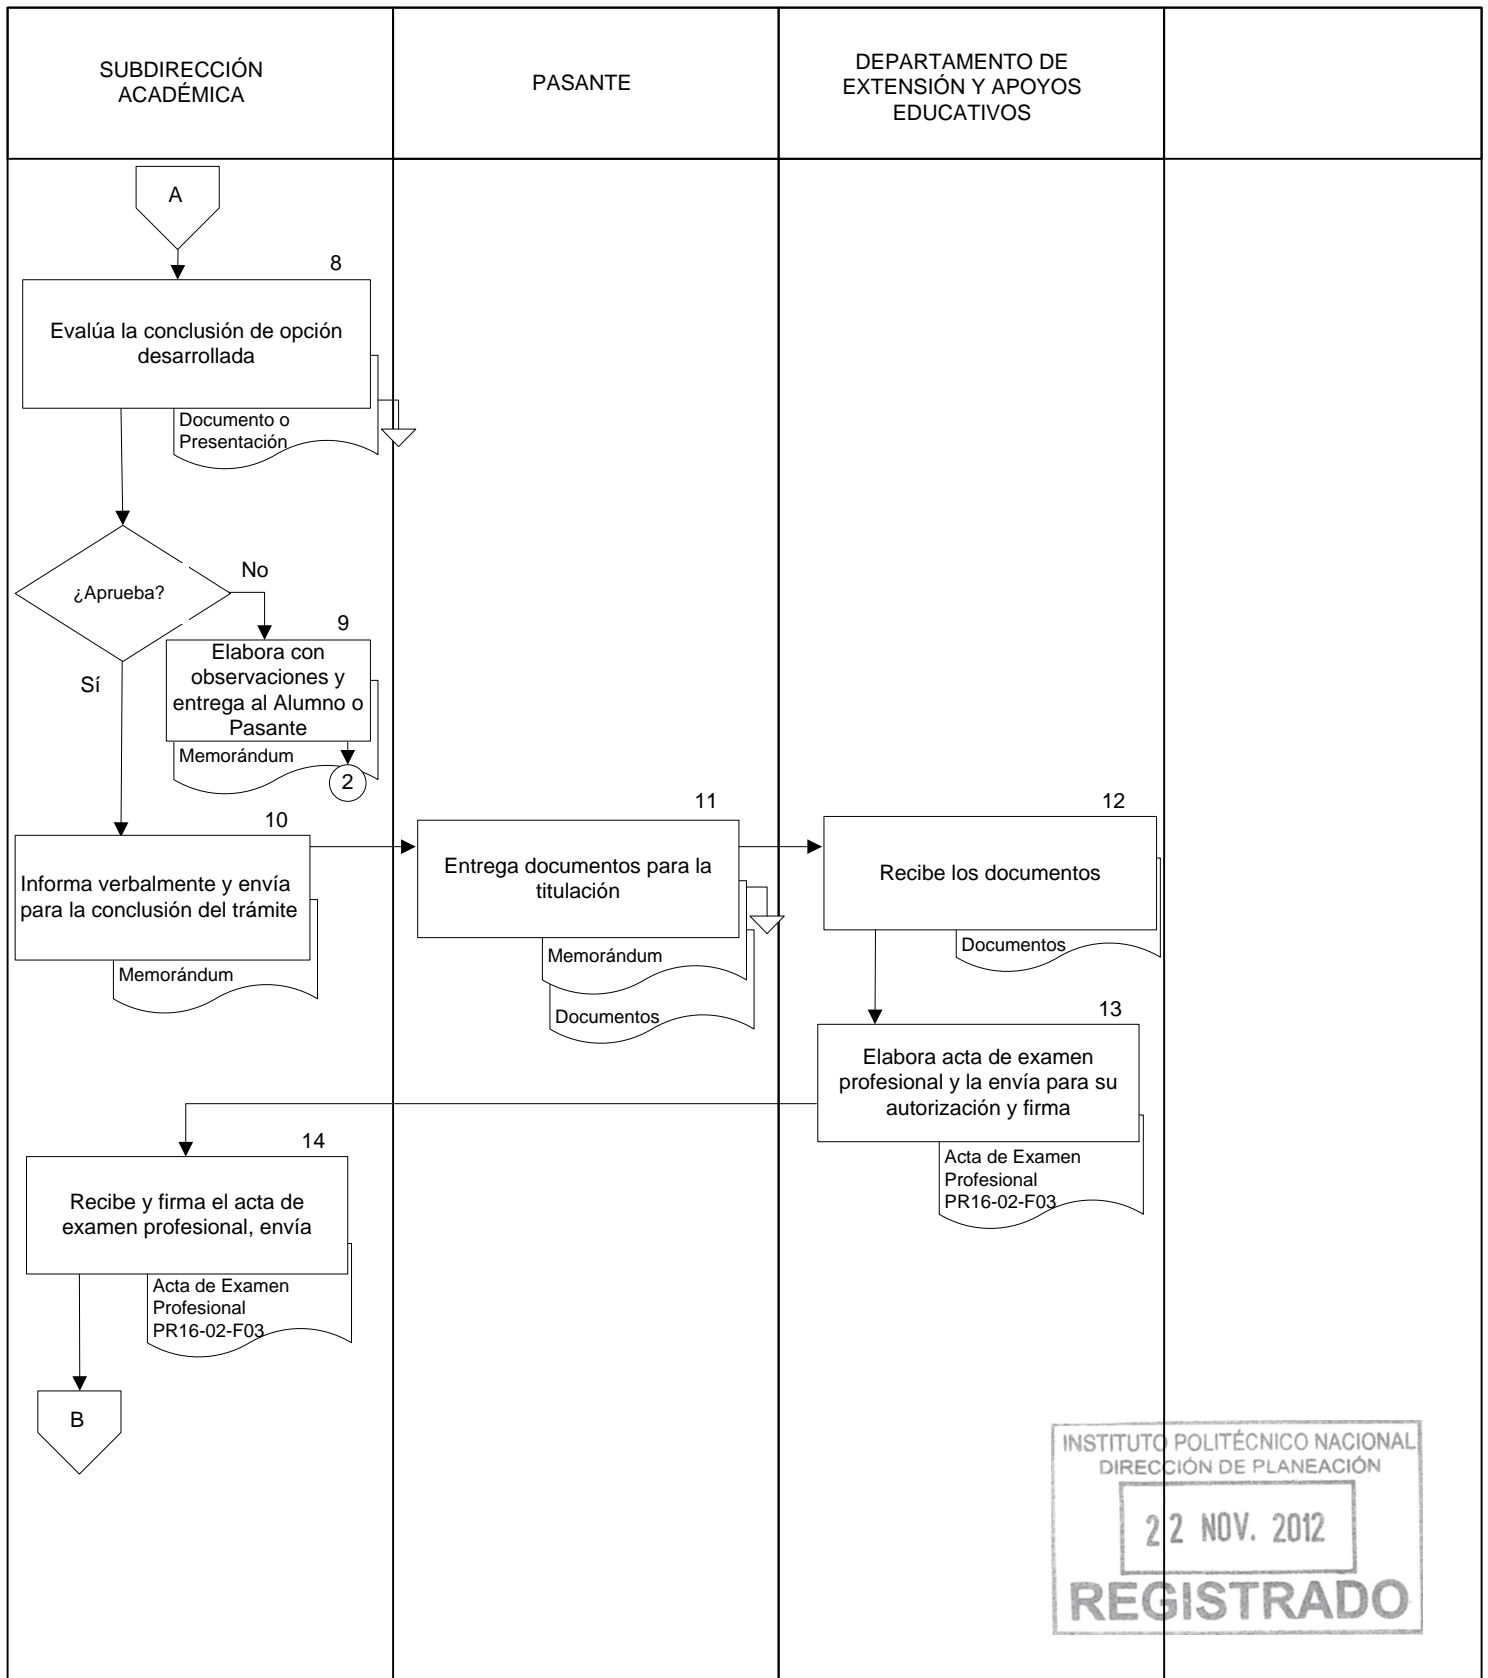 SUBDIRECCIÓN
ACADÉMICA
PASANTE
DEPARTAMENTO DE
EXTENSIÓN Y APOYOS
EDUCATIVOS
A
8
Evalúa la conclusión de opción
desarrollada
Documento o
Presentación
¿Aprueba?
No
Sí
9
Elabora con
observaciones y
entrega al Alumno o
Pasante
Memorándum
2
10
Informa verbalmente y envía
para la conclusión del trámite
Memorándum
11
Entrega documentos para la
titulación
Memorándum
Documentos
12
Recibe los documentos
Documentos
13
Elabora acta de examen
profesional y la envía para su
autorización y firma
Acta de Examen
Profesional
PR16-02-F03
14
Recibe y firma el acta de
examen profesional, envía
Acta de Examen
Profesional
PR16-02-F03
B
INSTITUTO POLITÉCNICO NACIONAL
DIRECCIÓN DE PLANEACIÓN
22 NOV. 2012
REGISTRADO